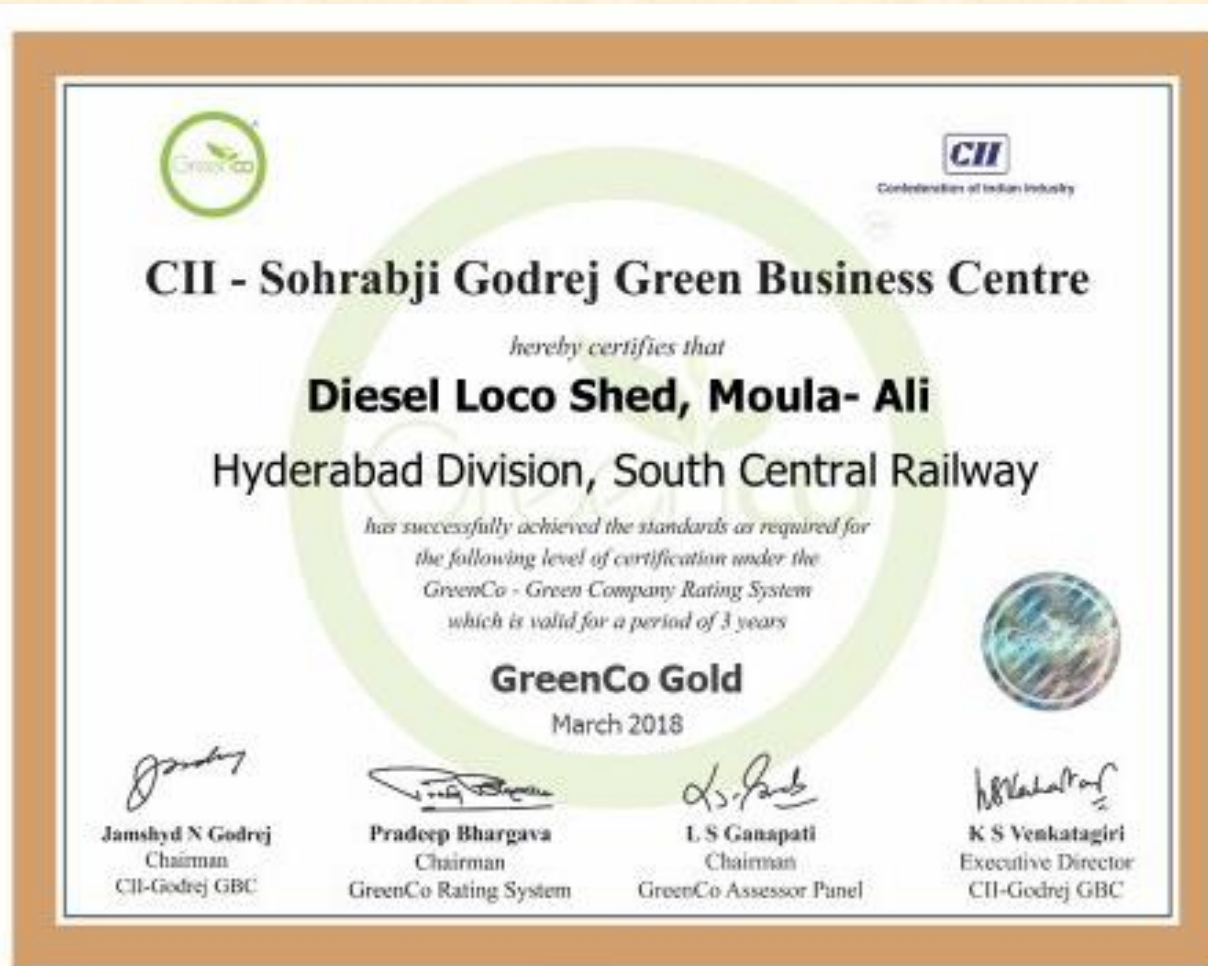 GreenCo
CII
Confederation of Indian Industry
CII - Sohrabji Godrej Green Business Centre
hereby certifies that
Diesel Loco Shed, Moula- Ali
Hyderabad Division, South Central Railway
has successfully achieved the standards as required for
the following level of certification under the
GreenCo - Green Company Rating System
which is valid for a period of 3 years
GreenCo Gold
March 2018
Jamshyd N Godrej
Chairman
CII-Godrej GBC
Pradeep Bhargava
Chairman
GreenCo Rating System
L S Ganapati
Chairman
GreenCo Assessor Panel
K S Venkatagiri
Executive Director
CII-Godrej GBC